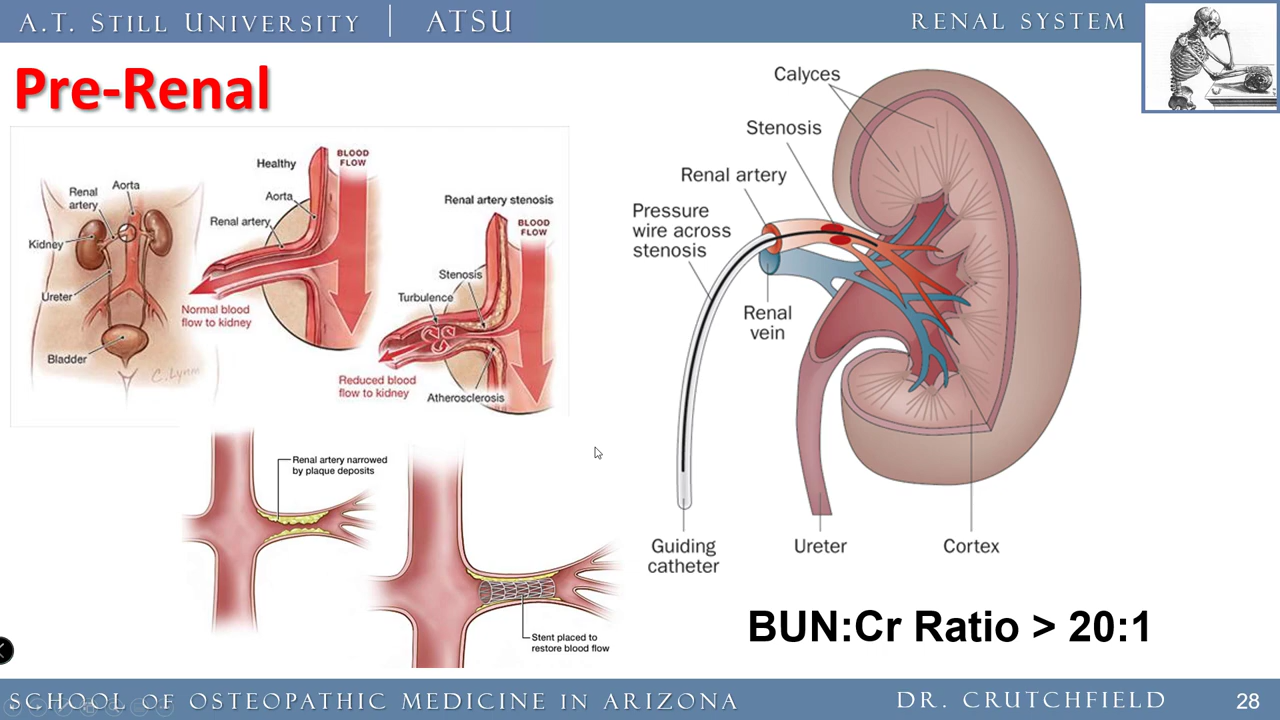 A.T. STILL UNIVERSITY | ATSU
RENAL SYSTEM
Pre-Renal
Renal
artery
Aorta
Kidney
Ureter
Bladder
C. Lynm
Healthy
BLOOD
FLOW
Aorta
Renal artery
Normal blood
flow to kidney
Renal artery stenosis
BLOOD
FLOW
Stenosis
Turbulence
Reduced blood
flow to kidney
Atherosclerosis
Renal artery narrowed
by plaque deposits
Stent placed to
restore blood flow
Calyces
Stenosis
Renal artery
Pressure
wire across
stenosis
Renal
vein
Guiding
catheter
Ureter
Cortex
BUN:Cr Ratio > 20:1
SCHOOL OF OSTEOPATHIC MEDICINE IN ARIZONA
DR. CRUTCHFIELD
28